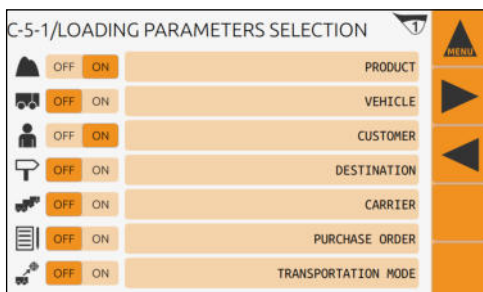 C-5-1/LOADING PARAMETERS SELECTION 1
MENU
OFF ON PRODUCT
OFF ON VEHICLE
OFF ON CUSTOMER
OFF ON DESTINATION
OFF ON CARRIER
OFF ON PURCHASE ORDER
OFF ON TRANSPORTATION MODE